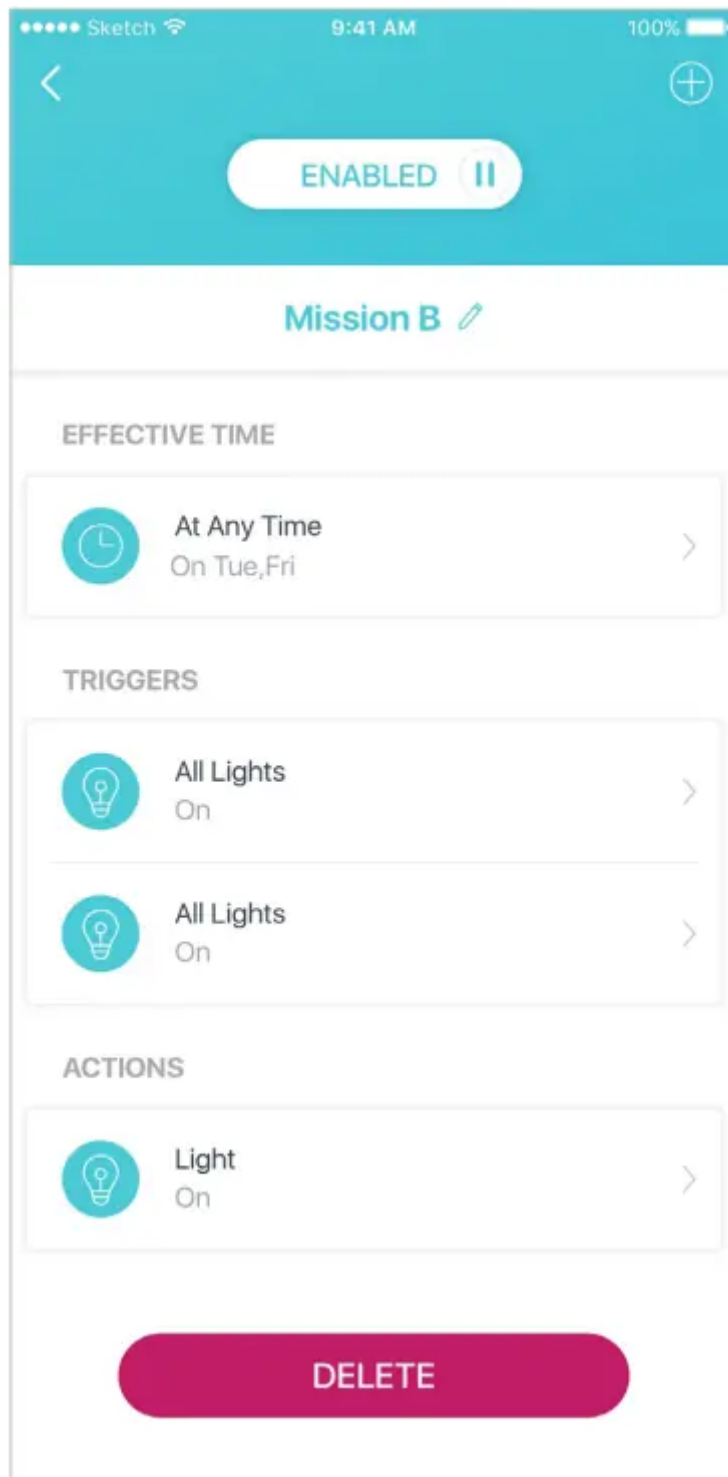 Sketch 9:41 AM 100%
ENABLED
Mission B
EFFECTIVE TIME
At Any Time
On Tue,Fri
TRIGGERS
All Lights
On
All Lights
On
ACTIONS
Light
On
DELETE